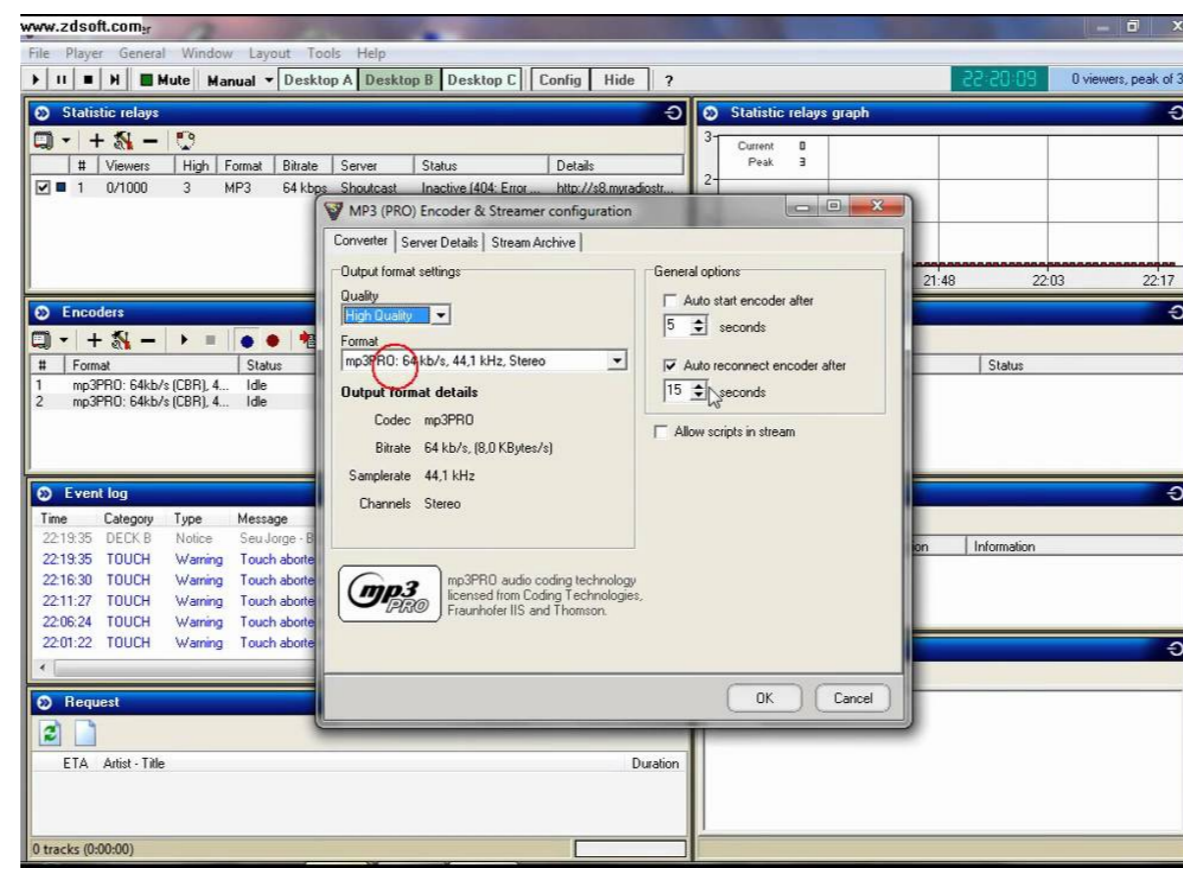 www.zdsoft.com
File Player General Window Layout Tools Help
Mute Manual Desktop A Desktop B Desktop C Config Hide ? 22:20:09 0 viewers, peak of 3
Statistic relays
# Viewers High Format Bitrate Server Status Details
1 0/1000 3 MP3 64 kbps Shoutcast Inactive (404: Error ... http://s8.myradiostr...
Statistic relays graph
3
Current 0
Peak 3
2
21:48 22:03 22:17
MP3 (PRO) Encoder & Streamer configuration
Converter Server Details Stream Archive
Output format settings
Quality
High Quality
Format
mp3PRO: 64 kb/s, 44,1 kHz, Stereo
Output format details
Codec mp3PRO
Bitrate 64 kb/s, (8,0 KBytes/s)
Samplerate 44,1 kHz
Channels Stereo
General options
Auto start encoder after
5 seconds
Auto reconnect encoder after
15 seconds
Allow scripts in stream
mp3 PRO
mp3PRO audio coding technology
licensed from Coding Technologies,
Fraunhofer IIS and Thomson.
OK Cancel
Encoders
# Format Status
1 mp3PRO: 64kb/s (CBR), 4... Idle
2 mp3PRO: 64kb/s (CBR), 4... Idle
Status
Event log
Time Category Type Message
22:19:35 DECK B Notice Seu Jorge - B
22:19:35 TOUCH Warning Touch aborte
22:16:30 TOUCH Warning Touch aborte
22:11:27 TOUCH Warning Touch aborte
22:06:24 TOUCH Warning Touch aborte
22:01:22 TOUCH Warning Touch aborte
ion Information
Request
ETA Artist - Title Duration
0 tracks (0:00:00)